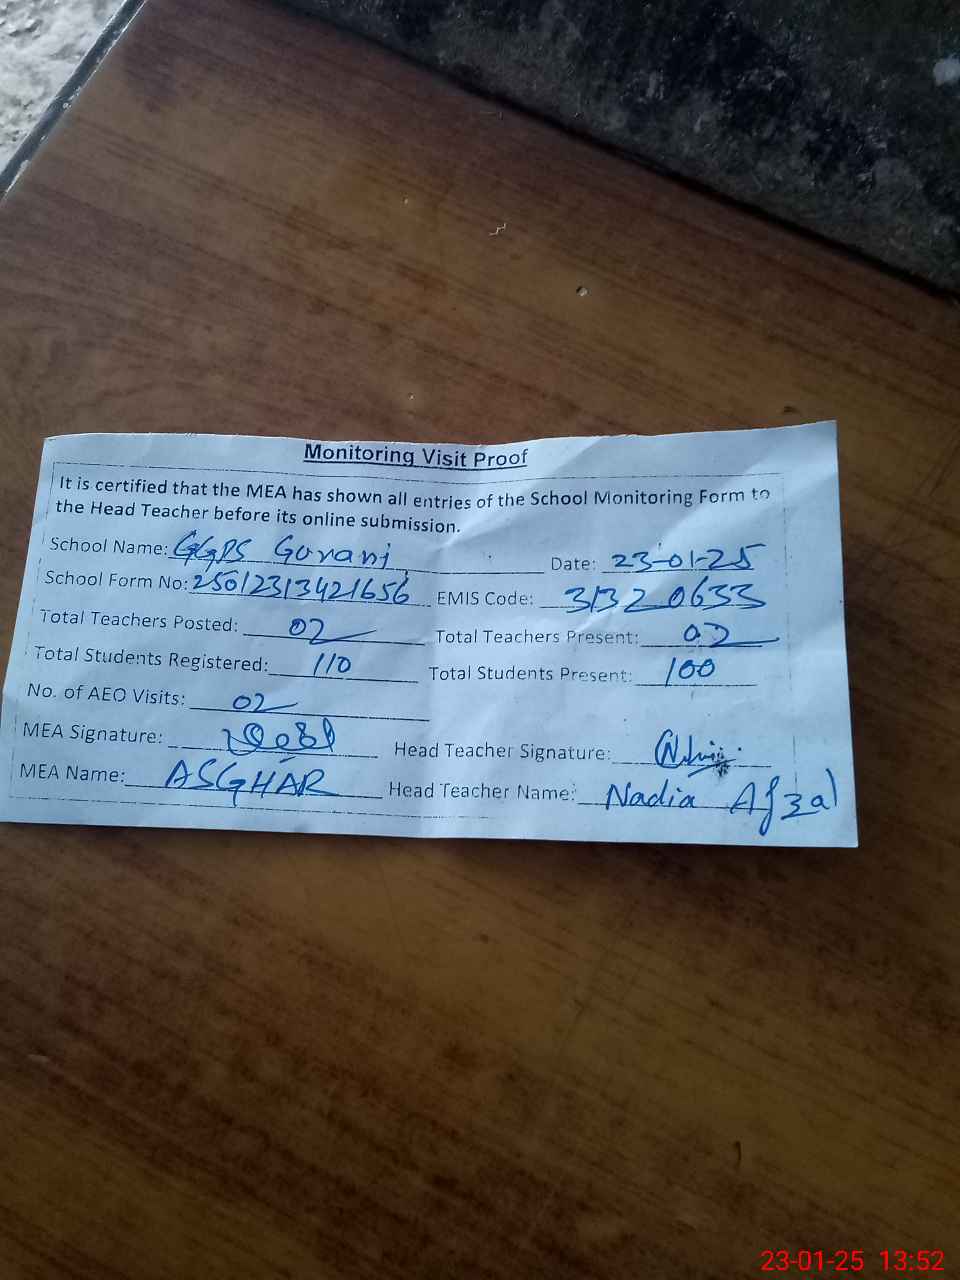 Monitoring Visit Proof
It is certified that the MEA has shown all entries of the School Monitoring Form to
the Head Teacher before its online submission.
School Name: GGPS Gurani Date: 23-01-25
School Form No: 25012313421656 EMIS Code: 31320633
Total Teachers Posted: 02 Total Teachers Present: 02
Total Students Registered: 110 Total Students Present: 100
No. of AEO Visits: 02
MEA Signature: Head Teacher Signature:
MEA Name: ASGHAR Head Teacher Name: Nadia Afzal
23-01-25 13:52